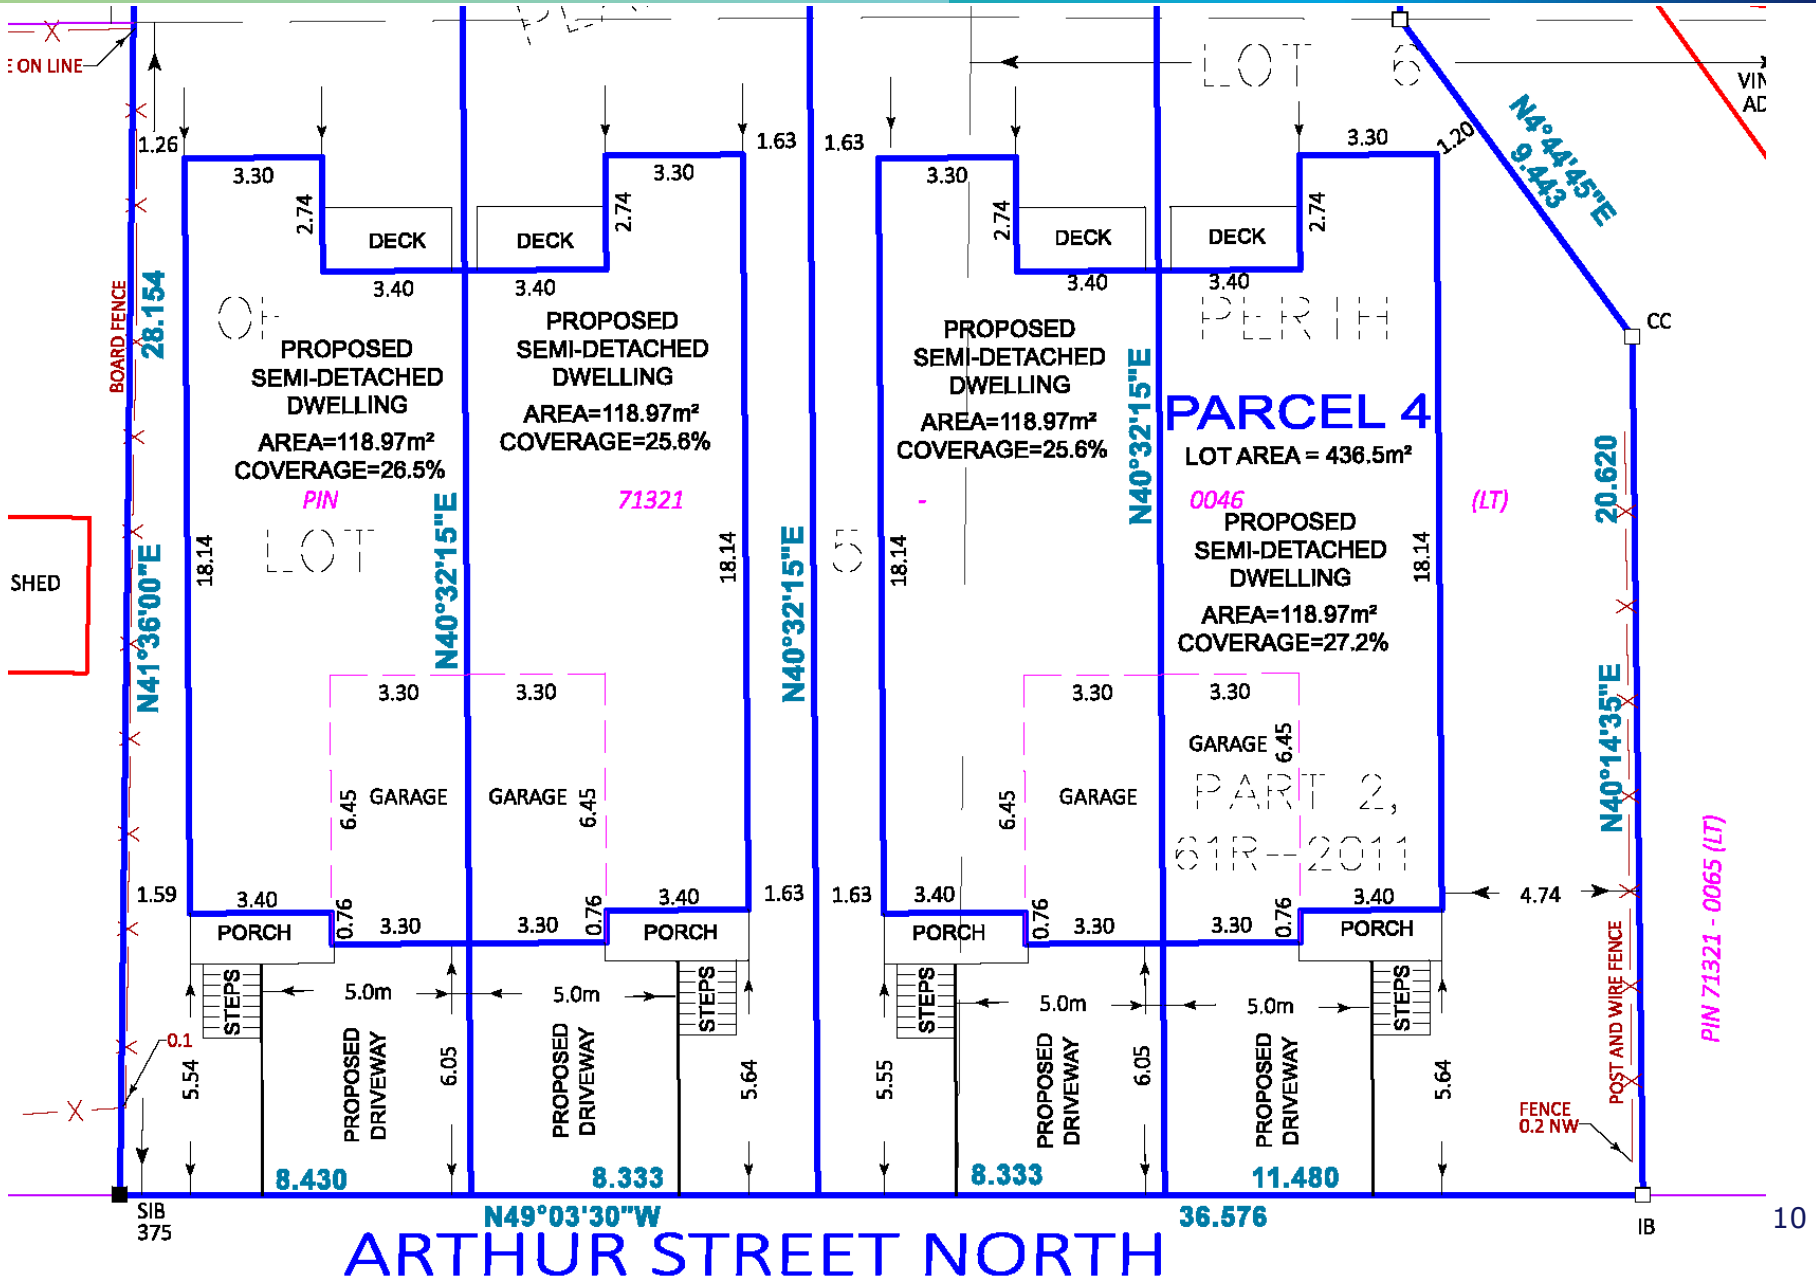 E ON LINE
LOT 6
VIN
AD
1.26
1.63
1.63
3.30
1.20
N4°44'45"E
9.443
3.30
3.30
3.30
2.74
2.74
2.74
2.74
DECK
DECK
DECK
DECK
3.40
3.40
3.40
3.40
BOARD FENCE
28.154
PERTH
CC
PROPOSED
SEMI-DETACHED
DWELLING
AREA=118.97m²
COVERAGE=26.5%
PROPOSED
SEMI-DETACHED
DWELLING
AREA=118.97m²
COVERAGE=25.6%
PROPOSED
SEMI-DETACHED
DWELLING
AREA=118.97m²
COVERAGE=25.6%
PARCEL 4
LOT AREA = 436.5m²
PROPOSED
SEMI-DETACHED
DWELLING
AREA=118.97m²
COVERAGE=27.2%
PIN 71321 - 0046 (LT)
LOT 5
SHED
N41°36'00"E
18.14
N40°32'15"E
18.14
N40°32'15"E
18.14
N40°32'15"E
18.14
20.620
N40°14'35"E
3.30
3.30
3.30
3.30
GARAGE
6.45
GARAGE
6.45
GARAGE
6.45
GARAGE
6.45
PART 2,
61R-2011
PIN 71321 - 0065 (LT)
1.59
3.40
0.76
3.30
3.30
0.76
3.40
1.63
1.63
3.40
0.76
3.30
3.30
0.76
3.40
4.74
PORCH
PORCH
PORCH
PORCH
STEPS
5.0m
5.0m
STEPS
STEPS
5.0m
5.0m
STEPS
POST AND WIRE FENCE
0.1
5.54
PROPOSED
DRIVEWAY
6.05
PROPOSED
DRIVEWAY
5.64
5.55
PROPOSED
DRIVEWAY
6.05
PROPOSED
DRIVEWAY
5.64
FENCE
0.2 NW
8.430
8.333
8.333
11.480
SIB
375
N49°03'30"W
36.576
IB
10
ARTHUR STREET NORTH